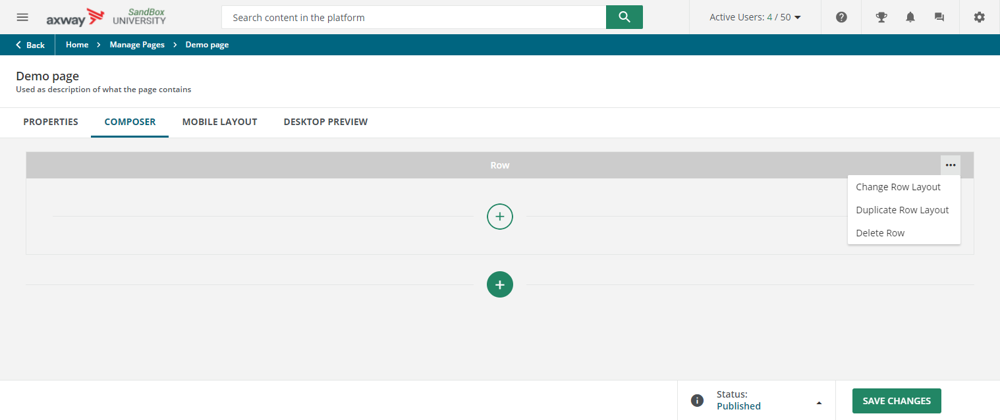 axway SandBox UNIVERSITY
Search content in the platform
Active Users: 4 / 50
Back
Home
Manage Pages
Demo page
Demo page
Used as description of what the page contains
PROPERTIES
COMPOSER
MOBILE LAYOUT
DESKTOP PREVIEW
Row
Change Row Layout
Duplicate Row Layout
Delete Row
Status:
Published
SAVE CHANGES